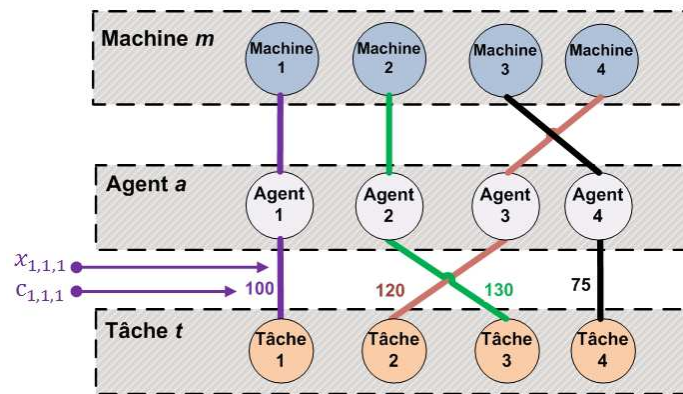 Machine m
Machine
1
Machine
2
Machine
3
Machine
4
Agent a
Agent
1
Agent
2
Agent
3
Agent
4
x1,1,1
c1,1,1
100
120
130
75
Tâche t
Tâche
1
Tâche
2
Tâche
3
Tâche
4